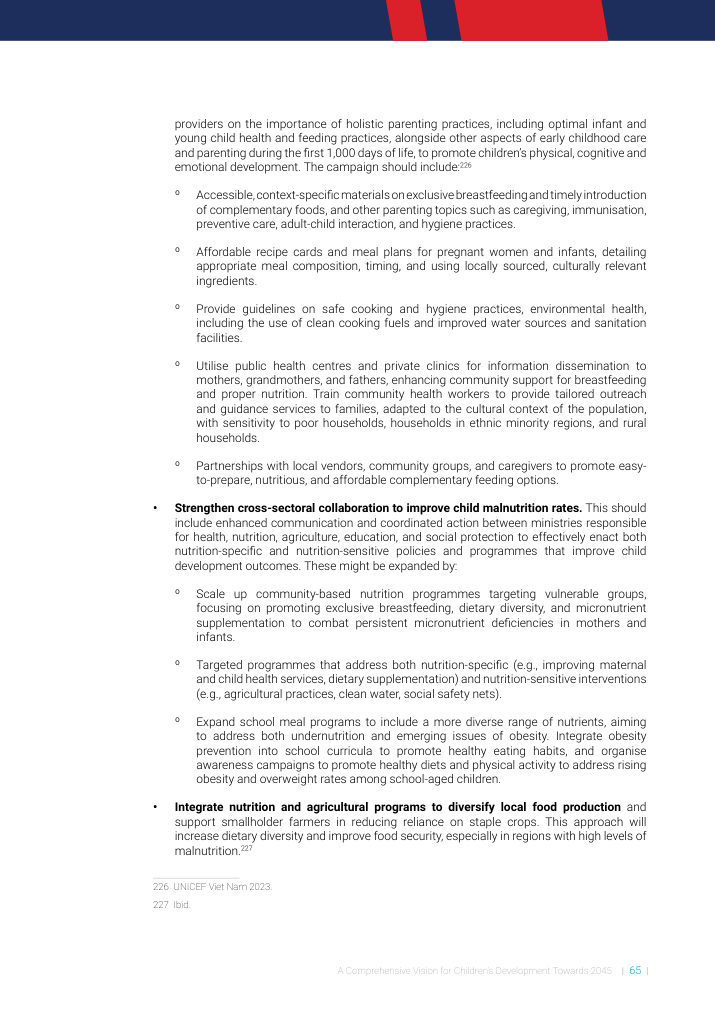 providers on the importance of holistic parenting practices, including optimal infant and
young child health and feeding practices, alongside other aspects of early childhood care
and parenting during the first 1,000 days of life, to promote children's physical, cognitive and
emotional development. The campaign should include:226
º Accessible, context-specific materials on exclusive breastfeeding and timely introduction
of complementary foods, and other parenting topics such as caregiving, immunisation,
preventive care, adult-child interaction, and hygiene practices.
º Affordable recipe cards and meal plans for pregnant women and infants, detailing
appropriate meal composition, timing, and using locally sourced, culturally relevant
ingredients.
º Provide guidelines on safe cooking and hygiene practices, environmental health,
including the use of clean cooking fuels and improved water sources and sanitation
facilities.
º Utilise public health centres and private clinics for information dissemination to
mothers, grandmothers, and fathers, enhancing community support for breastfeeding
and proper nutrition. Train community health workers to provide tailored outreach
and guidance services to families, adapted to the cultural context of the population,
with sensitivity to poor households, households in ethnic minority regions, and rural
households.
º Partnerships with local vendors, community groups, and caregivers to promote easy-
to-prepare, nutritious, and affordable complementary feeding options.
• Strengthen cross-sectoral collaboration to improve child malnutrition rates. This should
include enhanced communication and coordinated action between ministries responsible
for health, nutrition, agriculture, education, and social protection to effectively enact both
nutrition-specific and nutrition-sensitive policies and programmes that improve child
development outcomes. These might be expanded by:
º Scale up community-based nutrition programmes targeting vulnerable groups,
focusing on promoting exclusive breastfeeding, dietary diversity, and micronutrient
supplementation to combat persistent micronutrient deficiencies in mothers and
infants.
º Targeted programmes that address both nutrition-specific (e.g., improving maternal
and child health services, dietary supplementation) and nutrition-sensitive interventions
(e.g., agricultural practices, clean water, social safety nets).
º Expand school meal programs to include a more diverse range of nutrients, aiming
to address both undernutrition and emerging issues of obesity. Integrate obesity
prevention into school curricula to promote healthy eating habits, and organise
awareness campaigns to promote healthy diets and physical activity to address rising
obesity and overweight rates among school-aged children.
• Integrate nutrition and agricultural programs to diversify local food production and
support smallholder farmers in reducing reliance on staple crops. This approach will
increase dietary diversity and improve food security, especially in regions with high levels of
malnutrition.227
226 UNICEF Viet Nam 2023.
227 Ibid.
A Comprehensive Vision for Children's Development Towards 2045 | 65 |